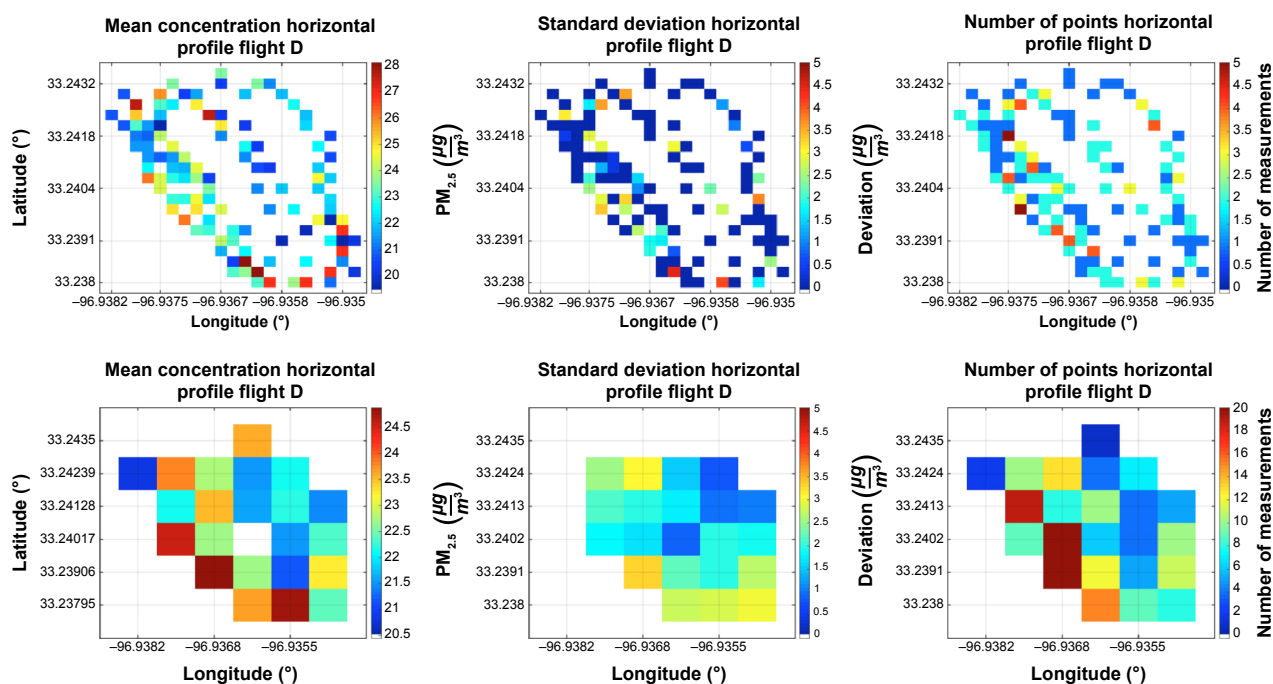 Mean concentration horizontal
profile flight D
Latitude (°)
33.2432
33.2418
33.2404
33.2391
33.238
−96.9382 −96.9375 −96.9367 −96.9358 −96.935
Longitude (°)
28
27
26
25
24
23
22
21
20
PM2.5 (μg/m3)
Standard deviation horizontal
profile flight D
33.2432
33.2418
33.2404
33.2391
33.238
−96.9382 −96.9375 −96.9367 −96.9358 −96.935
Longitude (°)
5
4.5
4
3.5
3
2.5
2
1.5
1
0.5
0
Deviation (μg/m3)
Number of points horizontal
profile flight D
33.2432
33.2418
33.2404
33.2391
33.238
−96.9382 −96.9375 −96.9367 −96.9358 −96.935
Longitude (°)
5
4.5
4
3.5
3
2.5
2
1.5
1
0.5
0
Number of measurements
Mean concentration horizontal
profile flight D
Latitude (°)
33.2435
33.24239
33.24128
33.24017
33.23906
33.23795
−96.9382 −96.9368 −96.9355
Longitude (°)
24.5
24
23.5
23
22.5
22
21.5
21
20.5
PM2.5 (μg/m3)
Standard deviation horizontal
profile flight D
33.2435
33.2424
33.2413
33.2402
33.2391
33.238
−96.9382 −96.9368 −96.9355
Longitude (°)
5
4.5
4
3.5
3
2.5
2
1.5
1
0.5
0
Deviation (μg/m3)
Number of points horizontal
profile flight D
33.2435
33.2424
33.2413
33.2402
33.2391
33.238
−96.9382 −96.9368 −96.9355
Longitude (°)
20
18
16
14
12
10
8
6
4
2
0
Number of measurements